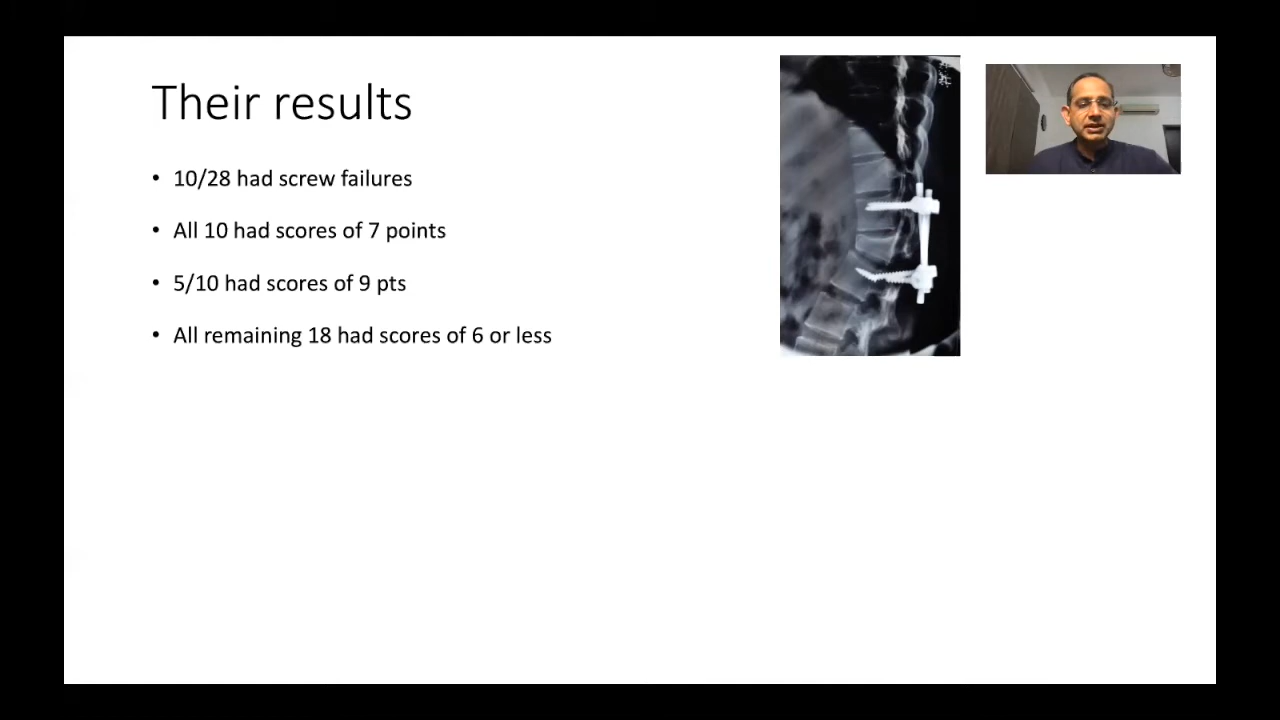 Their results
• 10/28 had screw failures
• All 10 had scores of 7 points
• 5/10 had scores of 9 pts
• All remaining 18 had scores of 6 or less